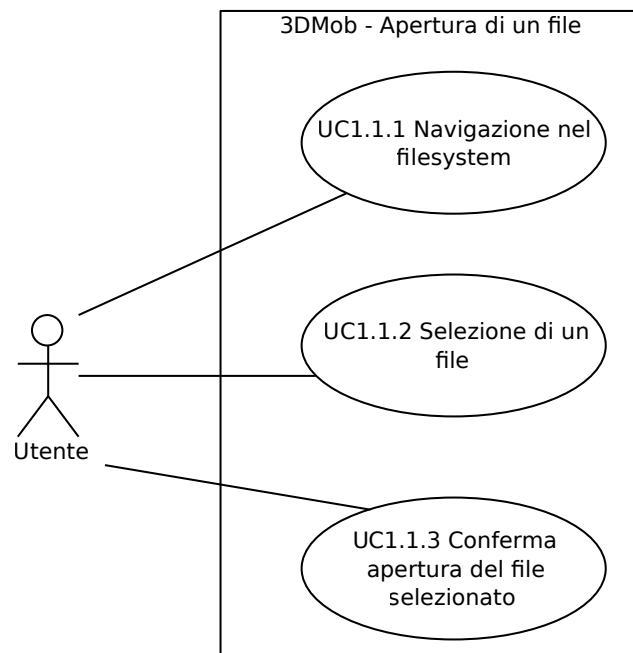 3DMob - Apertura di un file
UC1.1.1 Navigazione nel
filesystem
UC1.1.2 Selezione di un
file
Utente
UC1.1.3 Conferma
apertura del file
selezionato